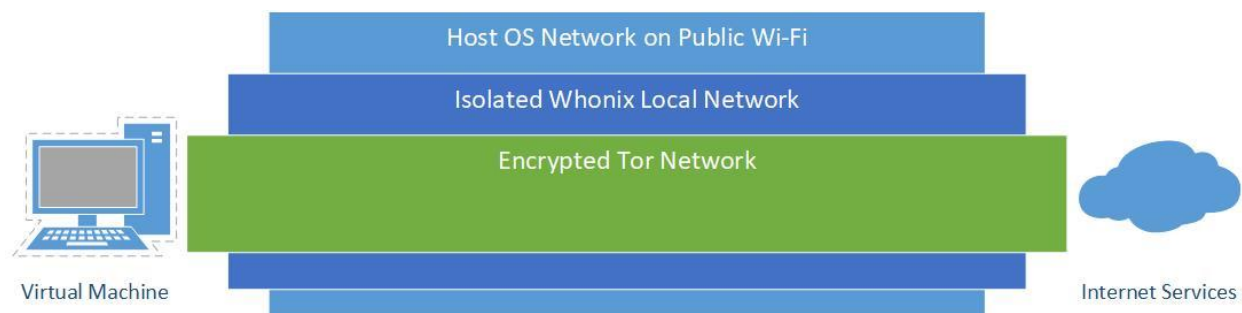 Host OS Network on Public Wi-Fi
Isolated Whonix Local Network
Encrypted Tor Network
Virtual Machine
Internet Services